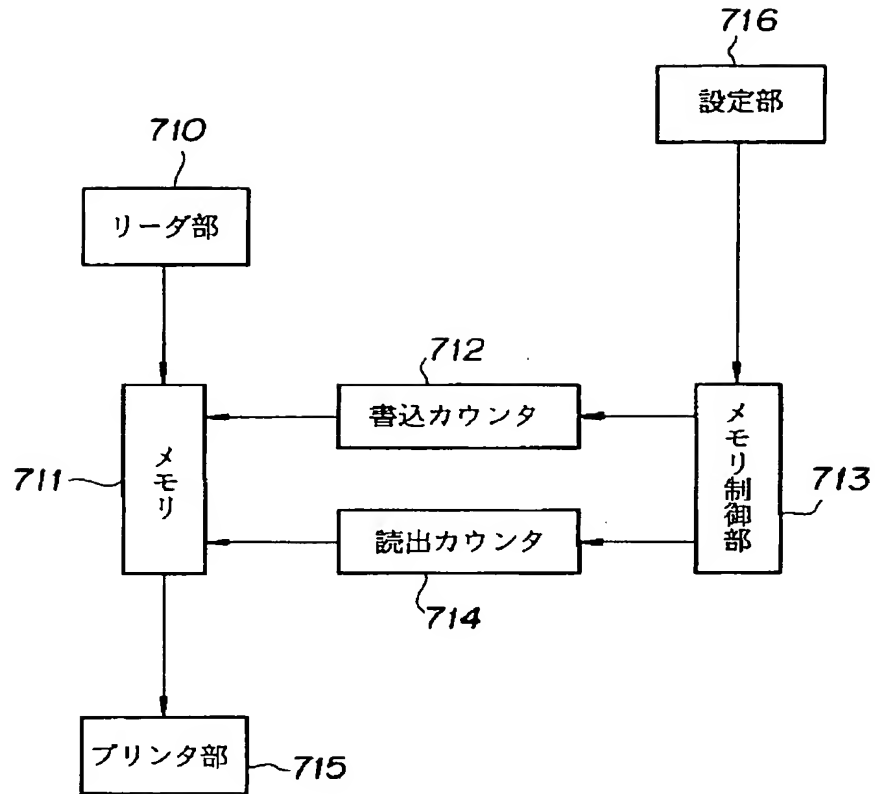 716
設定部
710
リーダ部
712
書込カウンタ
711
メモリ
メモリ制御部
713
読出カウンタ
714
プリンタ部
715